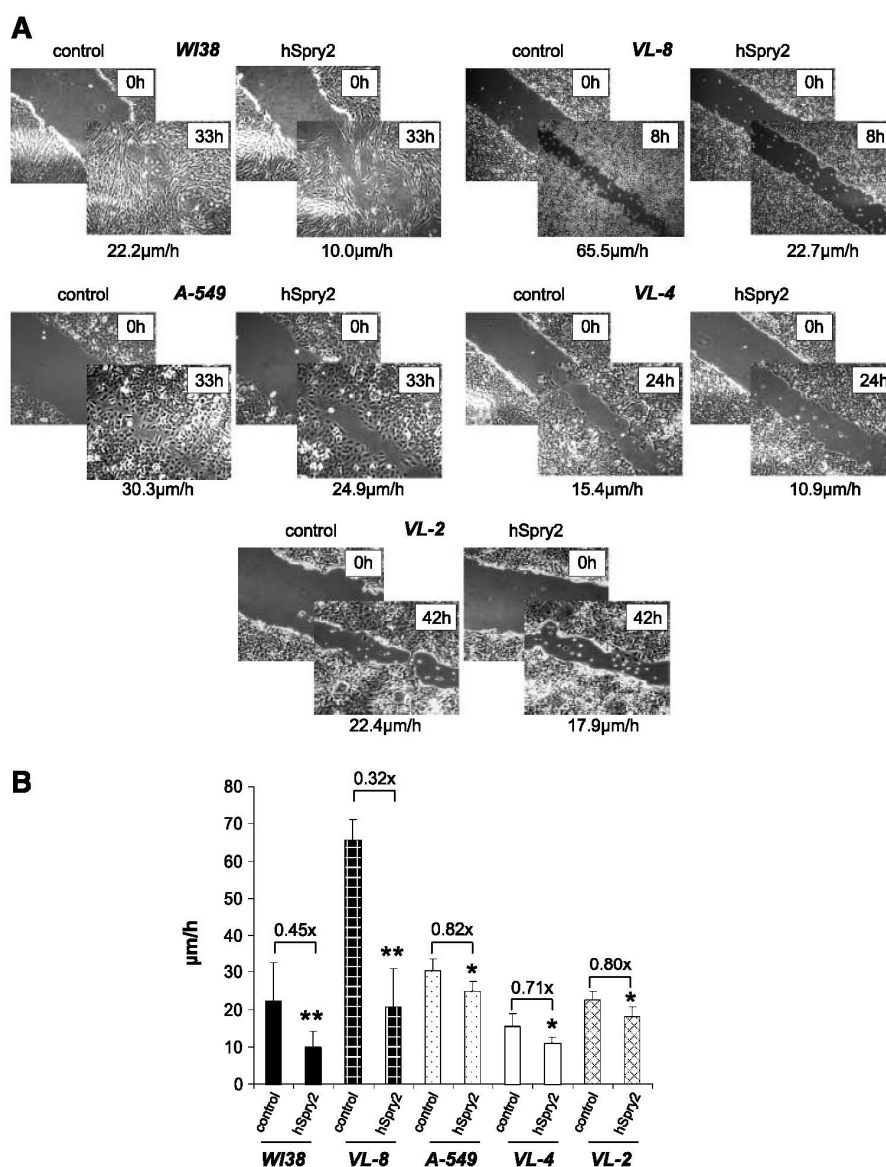 A
control WI38 hSpry2
control VL-8 hSpry2
0h
0h
0h
0h
33h
33h
8h
8h
22.2µm/h
10.0µm/h
65.5µm/h
22.7µm/h
control A-549 hSpry2
control VL-4 hSpry2
0h
0h
0h
0h
33h
33h
24h
24h
30.3µm/h
24.9µm/h
15.4µm/h
10.9µm/h
control VL-2 hSpry2
0h
0h
42h
42h
22.4µm/h
17.9µm/h
B
80
70
60
50
40
30
20
10
0
µm/h
0.45x
**
0.32x
**
0.82x
*
0.71x
*
0.80x
*
control
hSpry2
control
hSpry2
control
hSpry2
control
hSpry2
control
hSpry2
WI38
VL-8
A-549
VL-4
VL-2